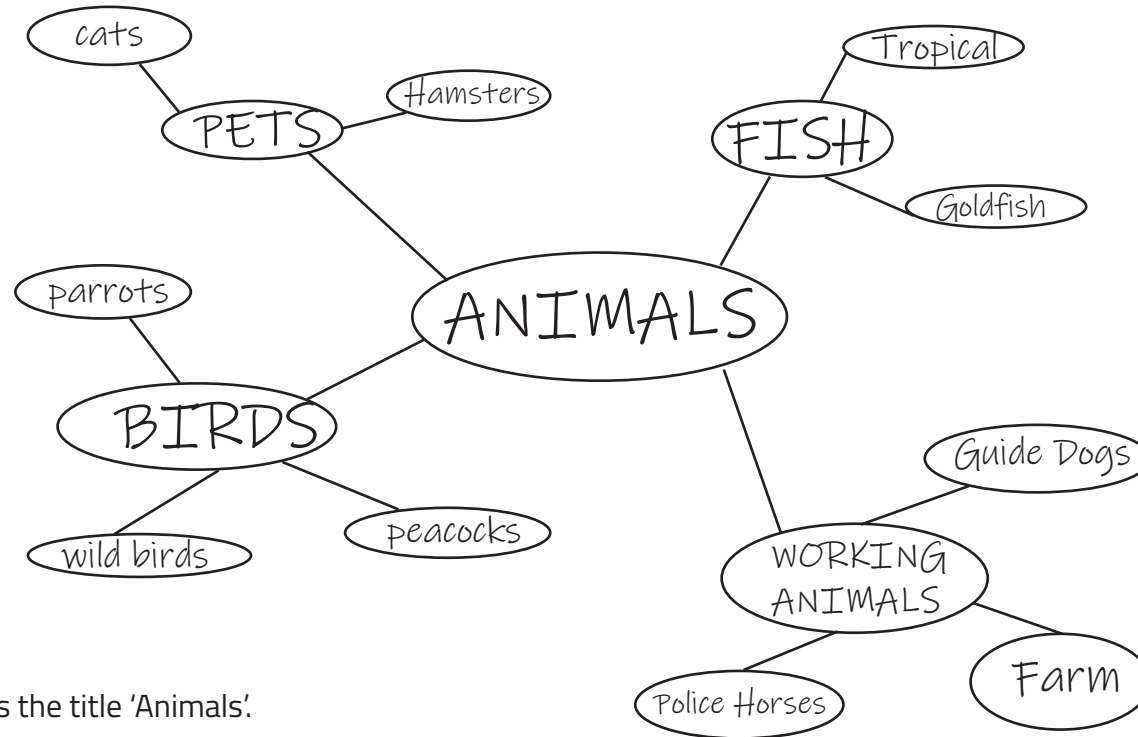 cats
Tropical
Hamsters
PETS
FISH
Goldfish
parrots
ANIMALS
BIRDS
Guide Dogs
peacocks
wild birds
WORKING
ANIMALS
Farm
Police Horses
s the title ‘Animals’.